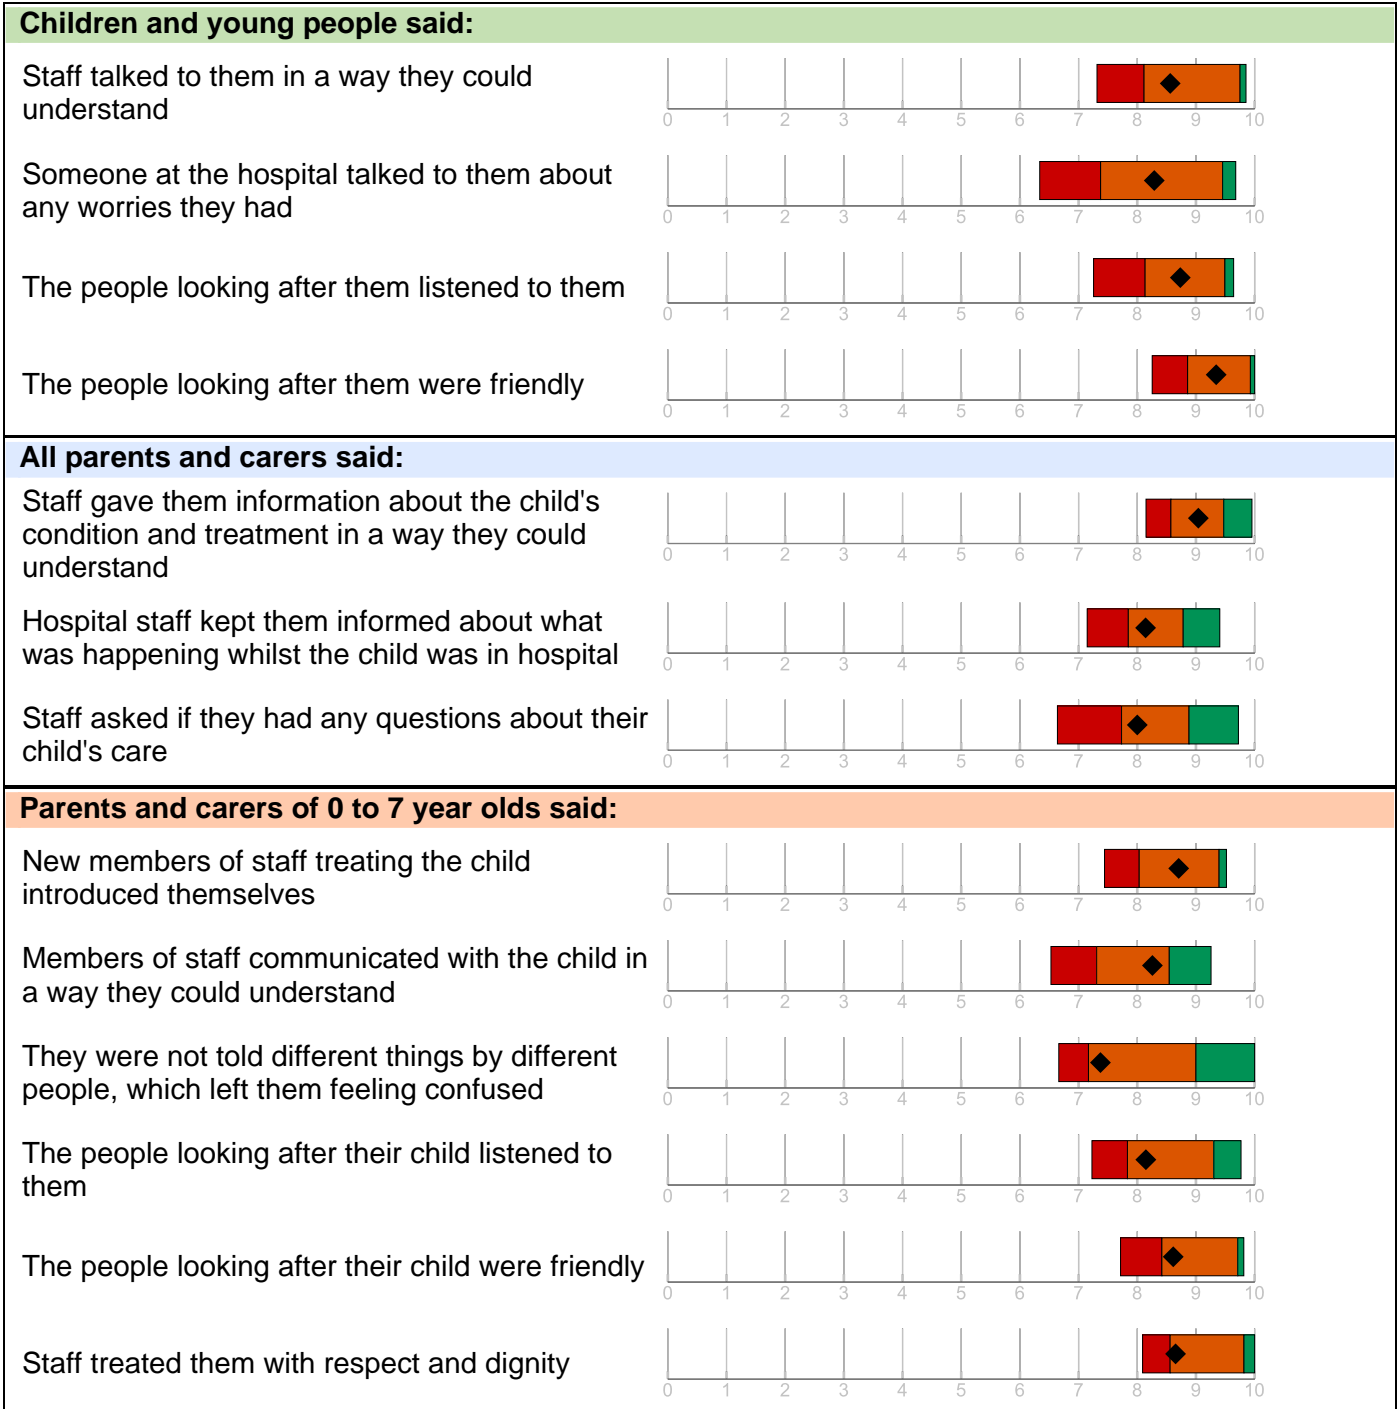 Children and young people said:
Staff talked to them in a way they could
understand
0 1 2 3 4 5 6 7 8 9 10
Someone at the hospital talked to them about
any worries they had
0 1 2 3 4 5 6 7 8 9 10
The people looking after them listened to them
0 1 2 3 4 5 6 7 8 9 10
The people looking after them were friendly
0 1 2 3 4 5 6 7 8 9 10
All parents and carers said:
Staff gave them information about the child's
condition and treatment in a way they could
understand
0 1 2 3 4 5 6 7 8 9 10
Hospital staff kept them informed about what
was happening whilst the child was in hospital
0 1 2 3 4 5 6 7 8 9 10
Staff asked if they had any questions about their
child's care
0 1 2 3 4 5 6 7 8 9 10
Parents and carers of 0 to 7 year olds said:
New members of staff treating the child
introduced themselves
0 1 2 3 4 5 6 7 8 9 10
Members of staff communicated with the child in
a way they could understand
0 1 2 3 4 5 6 7 8 9 10
They were not told different things by different
people, which left them feeling confused
0 1 2 3 4 5 6 7 8 9 10
The people looking after their child listened to
them
0 1 2 3 4 5 6 7 8 9 10
The people looking after their child were friendly
0 1 2 3 4 5 6 7 8 9 10
Staff treated them with respect and dignity
0 1 2 3 4 5 6 7 8 9 10